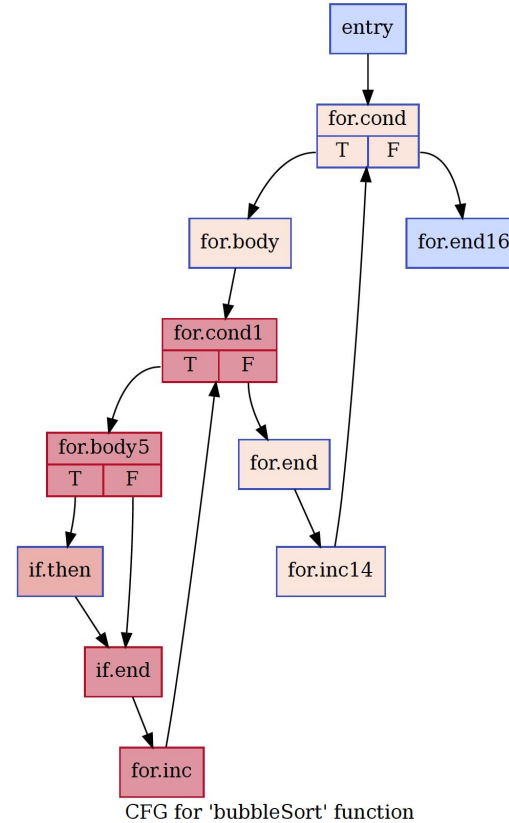 entry
for.cond
T F
for.body
for.end16
for.cond1
T F
for.body5
T F
for.end
if.then
for.inc14
if.end
for.inc
CFG for 'bubbleSort' function